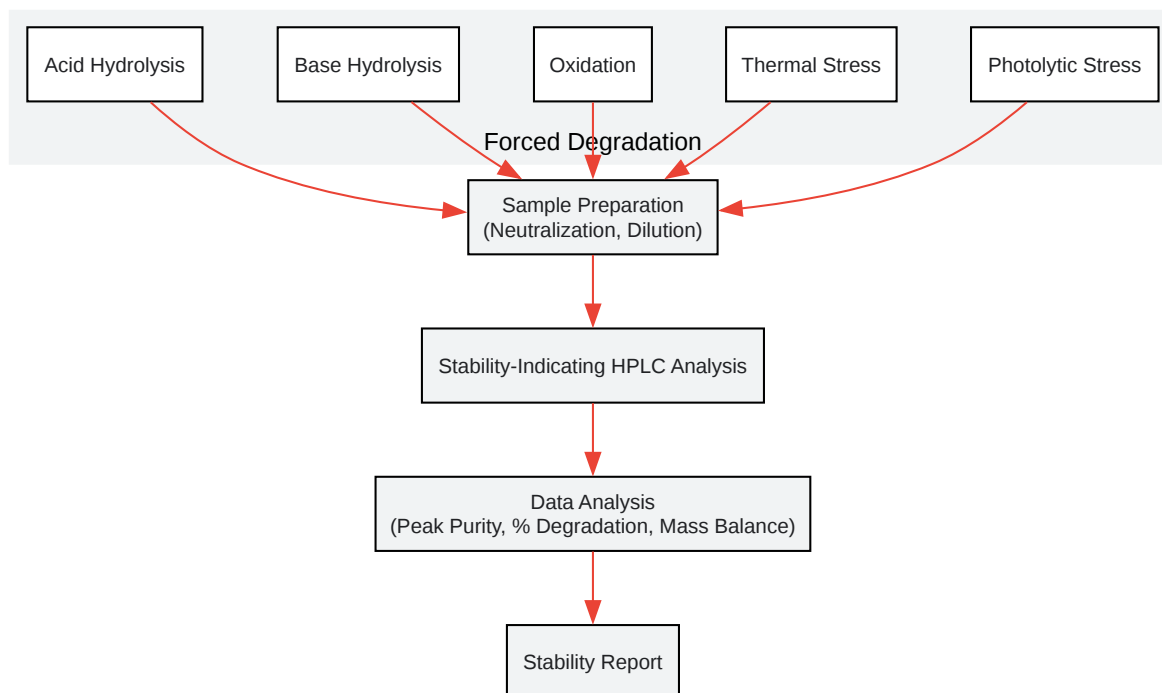 Acid Hydrolysis
Base Hydrolysis
Oxidation
Thermal Stress
Photolytic Stress
Forced Degradation
Sample Preparation
(Neutralization, Dilution)
Stability-Indicating HPLC Analysis
Data Analysis
(Peak Purity, % Degradation, Mass Balance)
Stability Report